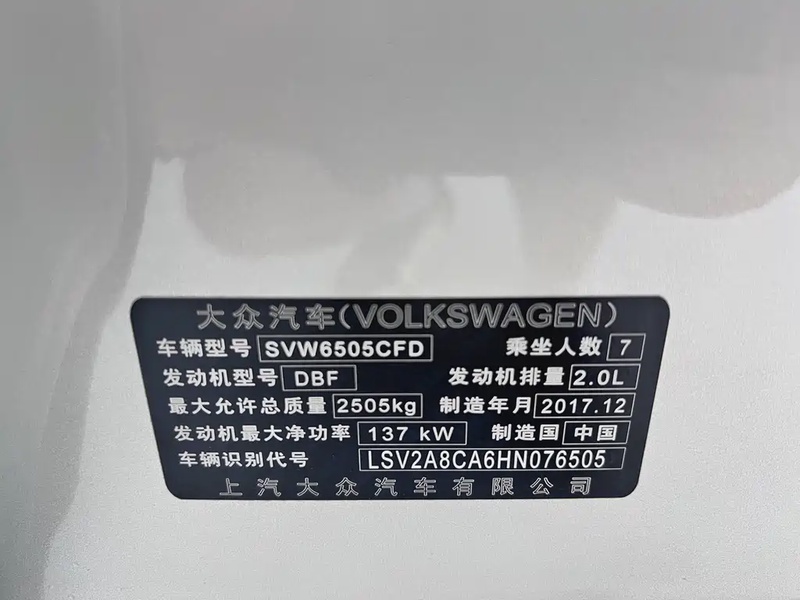 大众汽车(VOLKSWAGEN)
车辆型号 SVW6505CFD 乘坐人数 7
发动机型号 DBF 发动机排量 2.0L
最大允许总质量 2505kg 制造年月 2017.12
发动机最大净功率 137 kW 制造国 中国
车辆识别代号 LSV2A8CA6HN076505
上汽大众汽车有限公司